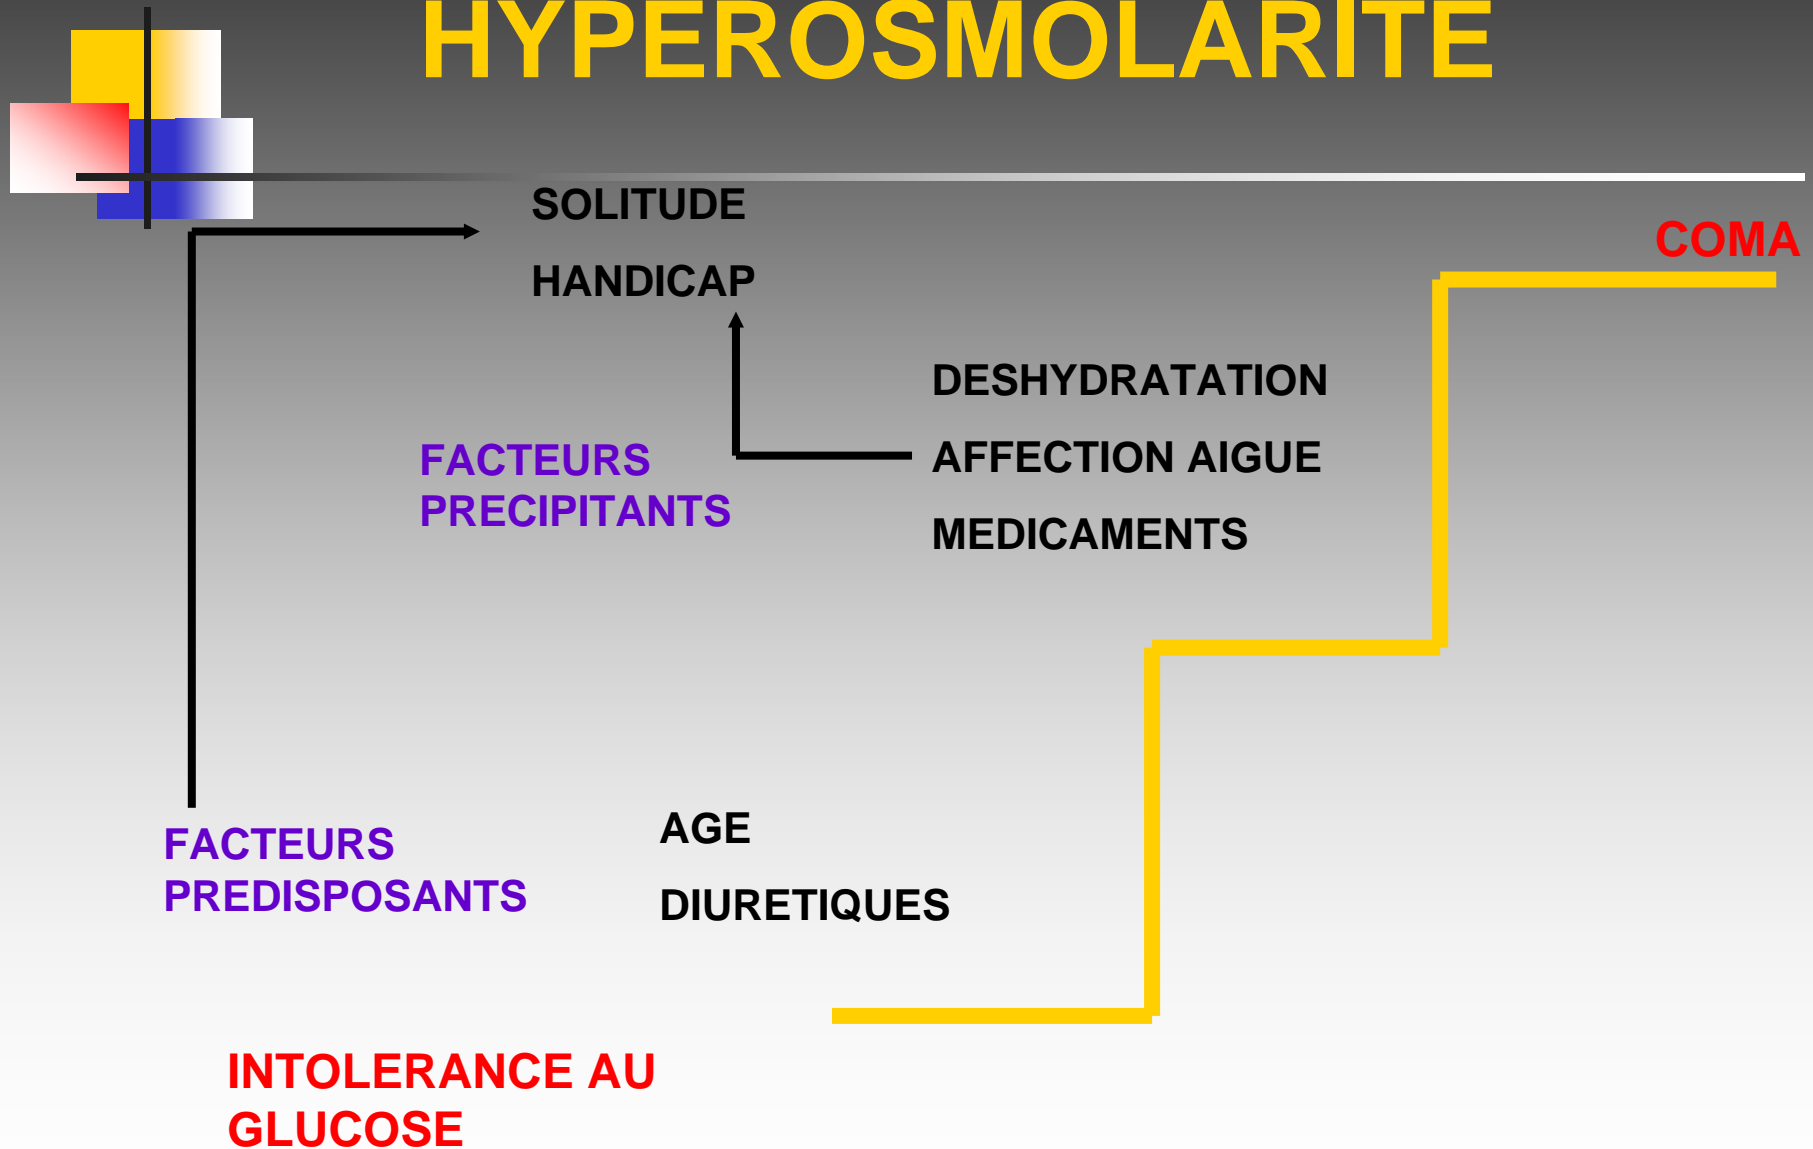 HYPEROSMOLARITE
SOLITUDE
HANDICAP
COMA
DESHYDRATATION
AFFECTION AIGUE
MEDICAMENTS
FACTEURS
PRECIPITANTS
FACTEURS
PREDISPOSANTS
AGE
DIURETIQUES
INTOLERANCE AU
GLUCOSE